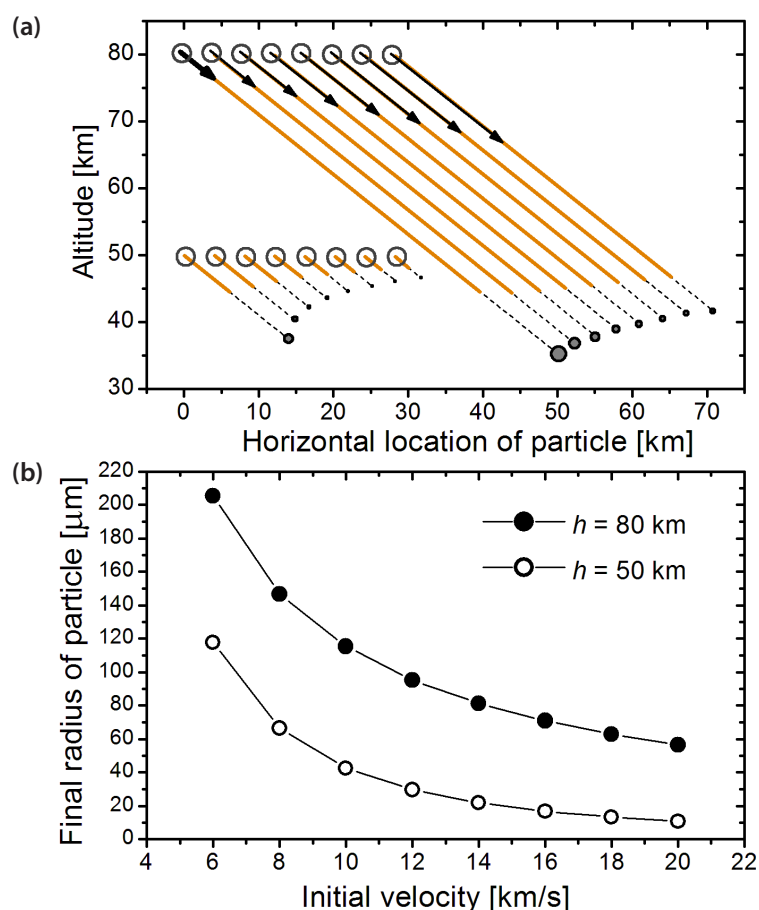 (a)
80
70
60
50
40
30
Altitude [km]
0 10 20 30 40 50 60 70
Horizontal location of particle [km]
(b)
220
200
180
160
140
120
100
80
60
40
20
0
Final radius of particle [μm]
h = 80 km
h = 50 km
4 6 8 10 12 14 16 18 20 22
Initial velocity [km/s]